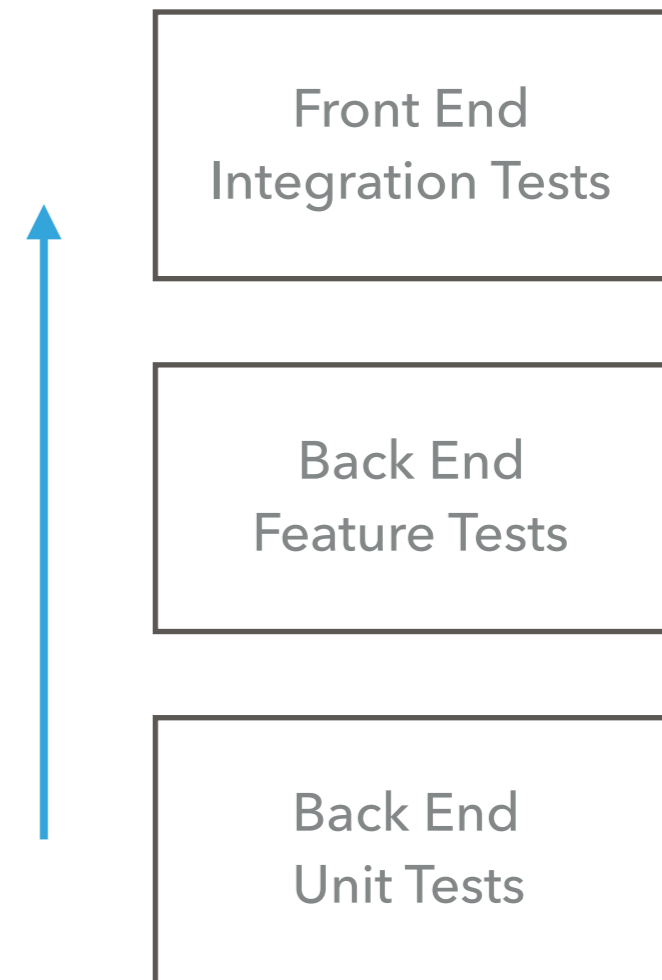 Front End
Integration Tests
Back End
Feature Tests
Back End
Unit Tests